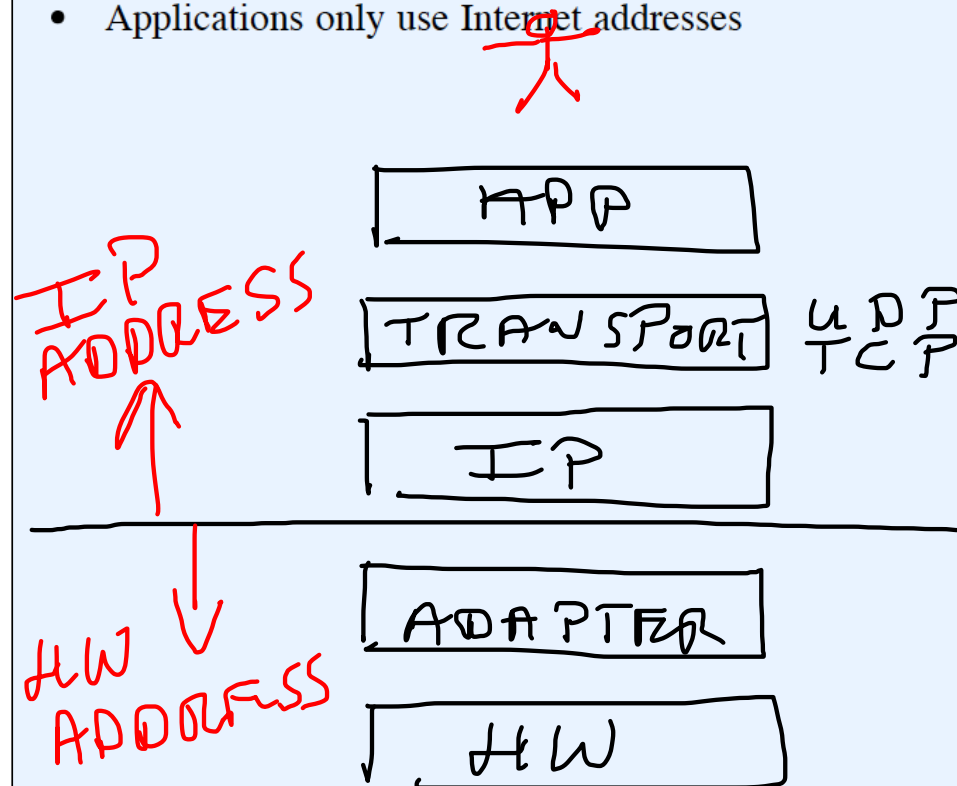 • Applications only use Internet addresses
APP
IP
ADDRESS
TRANSPORT
UDP
TCP
IP
ADAPTER
HW
ADDRESS
HW